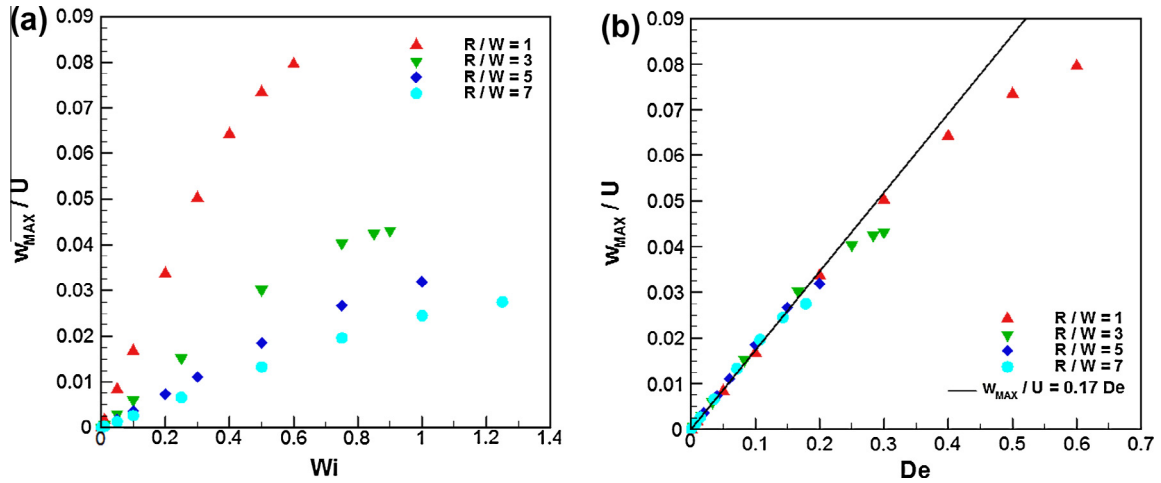 (a)
0.09
0.08
0.07
0.06
0.05
0.04
0.03
0.02
0.01
0
0 0.2 0.4 0.6 0.8 1 1.2 1.4
wMAX / U
Wi
R / W = 1
R / W = 3
R / W = 5
R / W = 7
(b)
0.09
0.08
0.07
0.06
0.05
0.04
0.03
0.02
0.01
0
0 0.1 0.2 0.3 0.4 0.5 0.6 0.7
wMAX / U
De
R / W = 1
R / W = 3
R / W = 5
R / W = 7
wMAX / U = 0.17 De